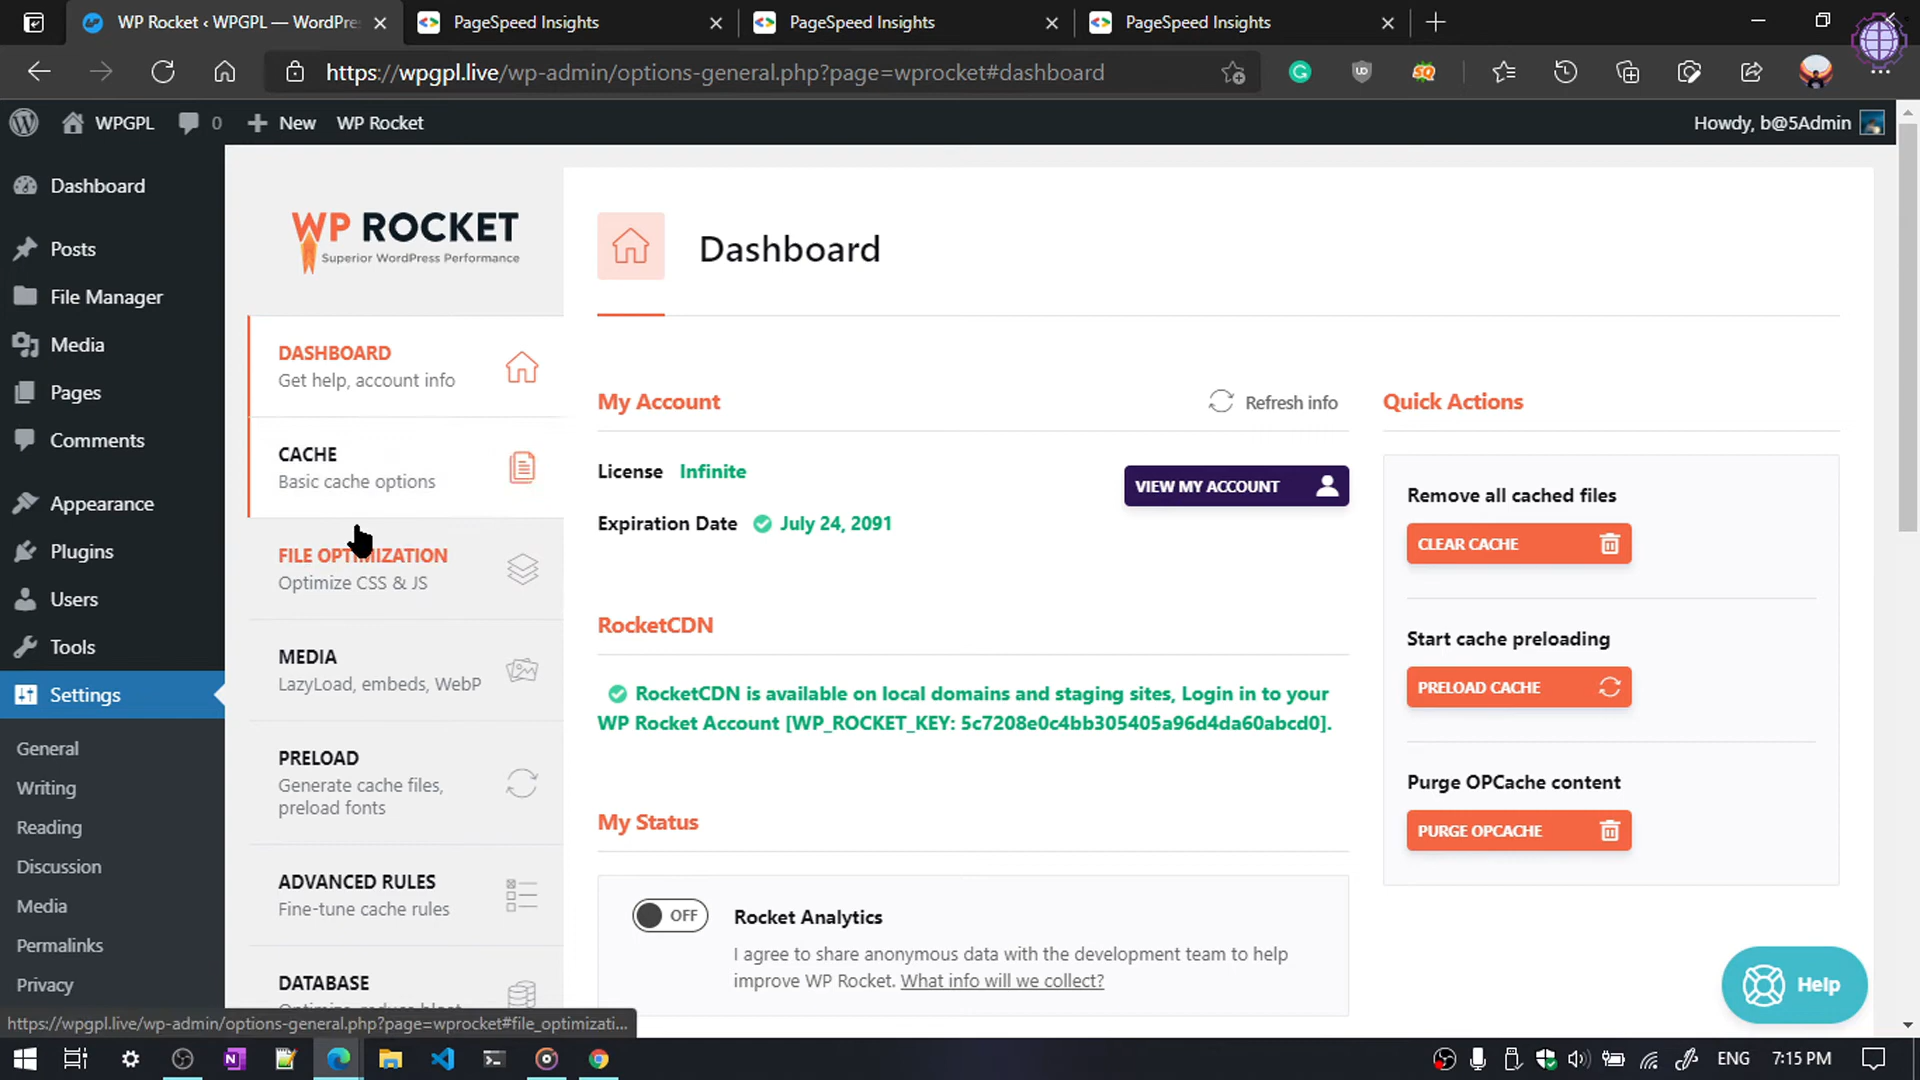 WP Rocket ‹ WPGPL — WordPre
PageSpeed Insights
PageSpeed Insights
PageSpeed Insights
https://wpgpl.live/wp-admin/options-general.php?page=wprocket#dashboard
WPGPL
0
New
WP Rocket
Howdy, b@5Admin
Dashboard
Posts
File Manager
Media
Pages
Comments
Appearance
Plugins
Users
Tools
Settings
General
Writing
Reading
Discussion
Media
Permalinks
Privacy
WP ROCKET
Superior WordPress Performance
DASHBOARD
Get help, account info
CACHE
Basic cache options
FILE OPTIMIZATION
Optimize CSS & JS
MEDIA
LazyLoad, embeds, WebP
PRELOAD
Generate cache files,
preload fonts
ADVANCED RULES
Fine-tune cache rules
DATABASE
Dashboard
My Account
Refresh info
License Infinite
VIEW MY ACCOUNT
Expiration Date July 24, 2091
RocketCDN
RocketCDN is available on local domains and staging sites, Login in to your
WP Rocket Account [WP_ROCKET_KEY: 5c7208e0c4bb305405a96d4da60abcd0].
My Status
OFF
Rocket Analytics
I agree to share anonymous data with the development team to help
improve WP Rocket. What info will we collect?
Quick Actions
Remove all cached files
CLEAR CACHE
Start cache preloading
PRELOAD CACHE
Purge OPCache content
PURGE OPCACHE
Help
https://wpgpl.live/wp-admin/options-general.php?page=wprocket#file_optimizati...
ENG
7:15 PM